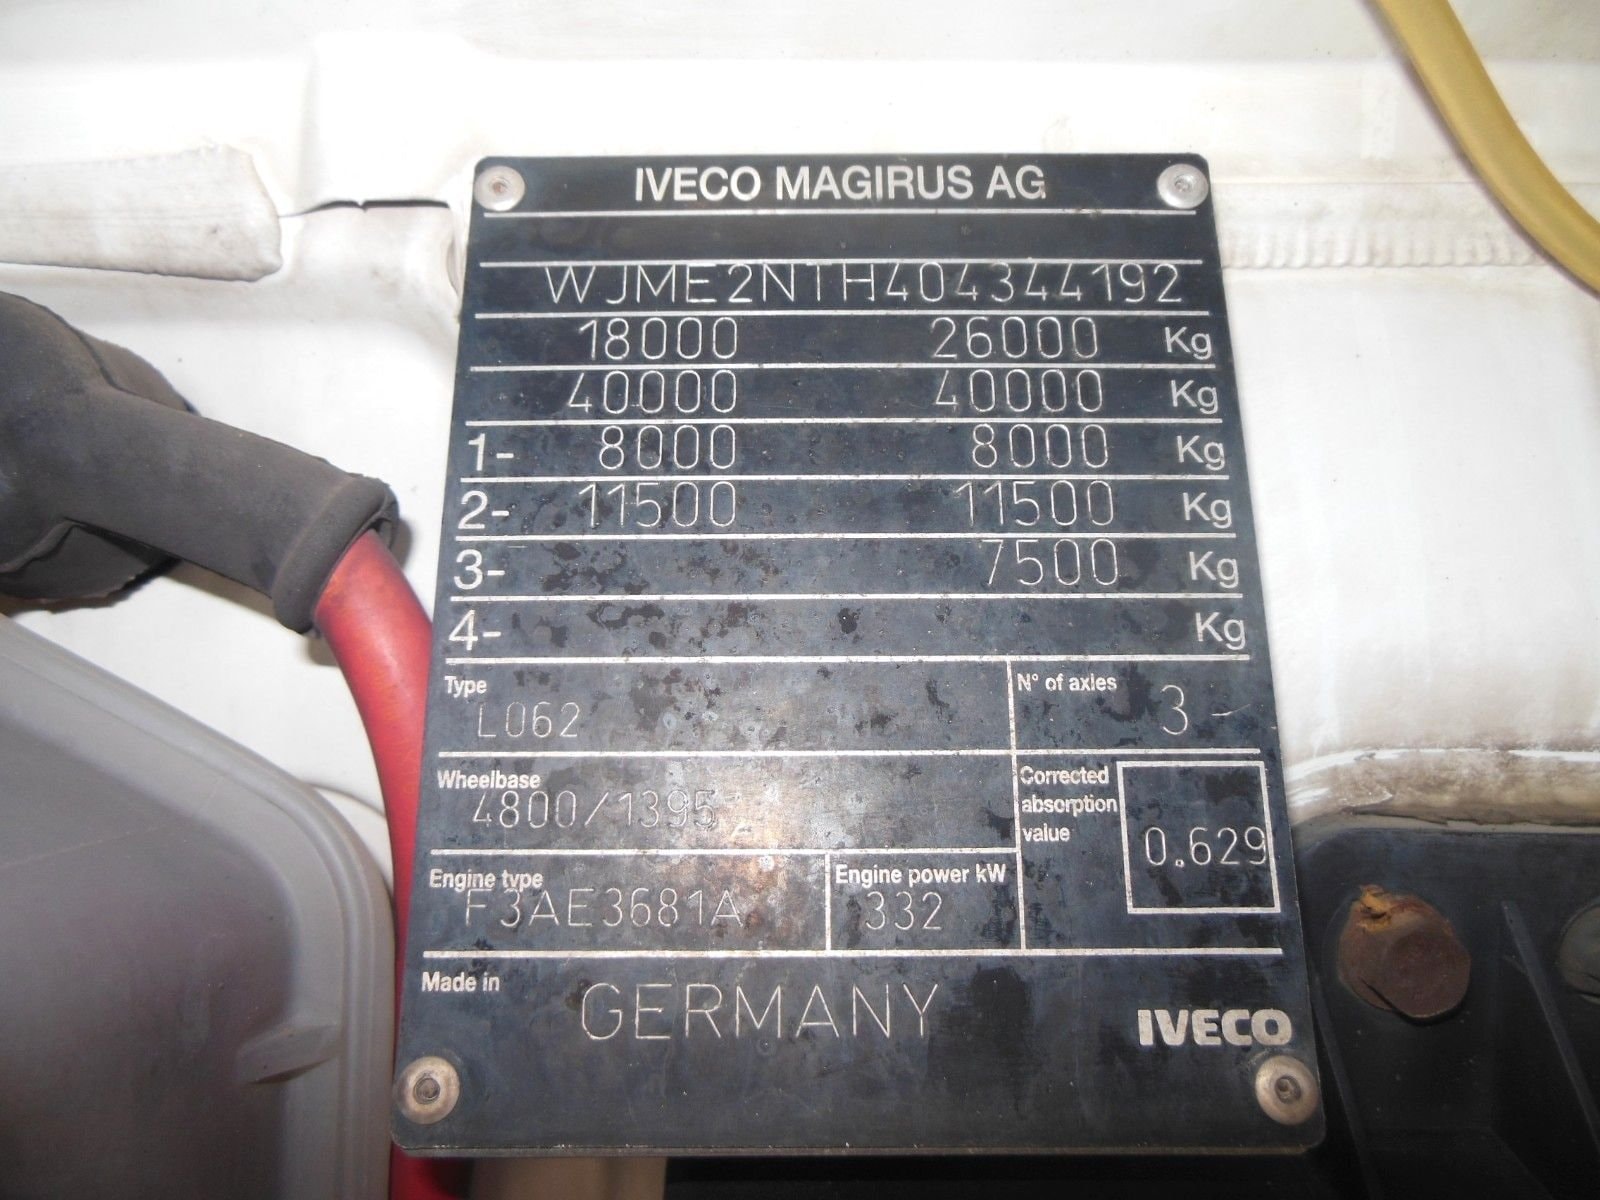 IVECO MAGIRUS AG
WJME2NTH404344192
18000 26000 Kg
40000 40000 Kg
1- 8000 8000 Kg
2- 11500 11500 Kg
3- 7500 Kg
4- Kg
Type L062
N° of axles 3
Wheelbase 4800/1395
Corrected absorption value 0.629
Engine type F3AE3681A
Engine power kW 332
Made in GERMANY
IVECO